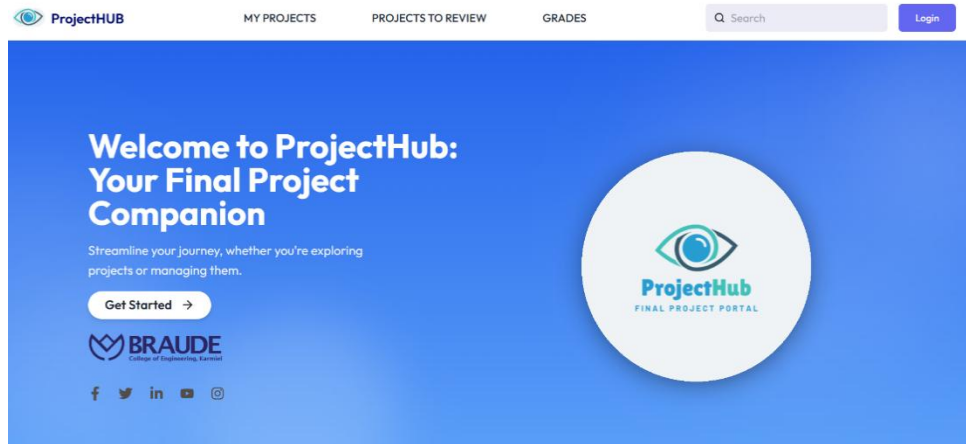 ProjectHUB
MY PROJECTS
PROJECTS TO REVIEW
GRADES
Search
Login
Welcome to ProjectHub:
Your Final Project
Companion
Streamline your journey, whether you're exploring
projects or managing them.
Get Started →
BRAUDE
College of Engineering, Karmiel
ProjectHub
FINAL PROJECT PORTAL